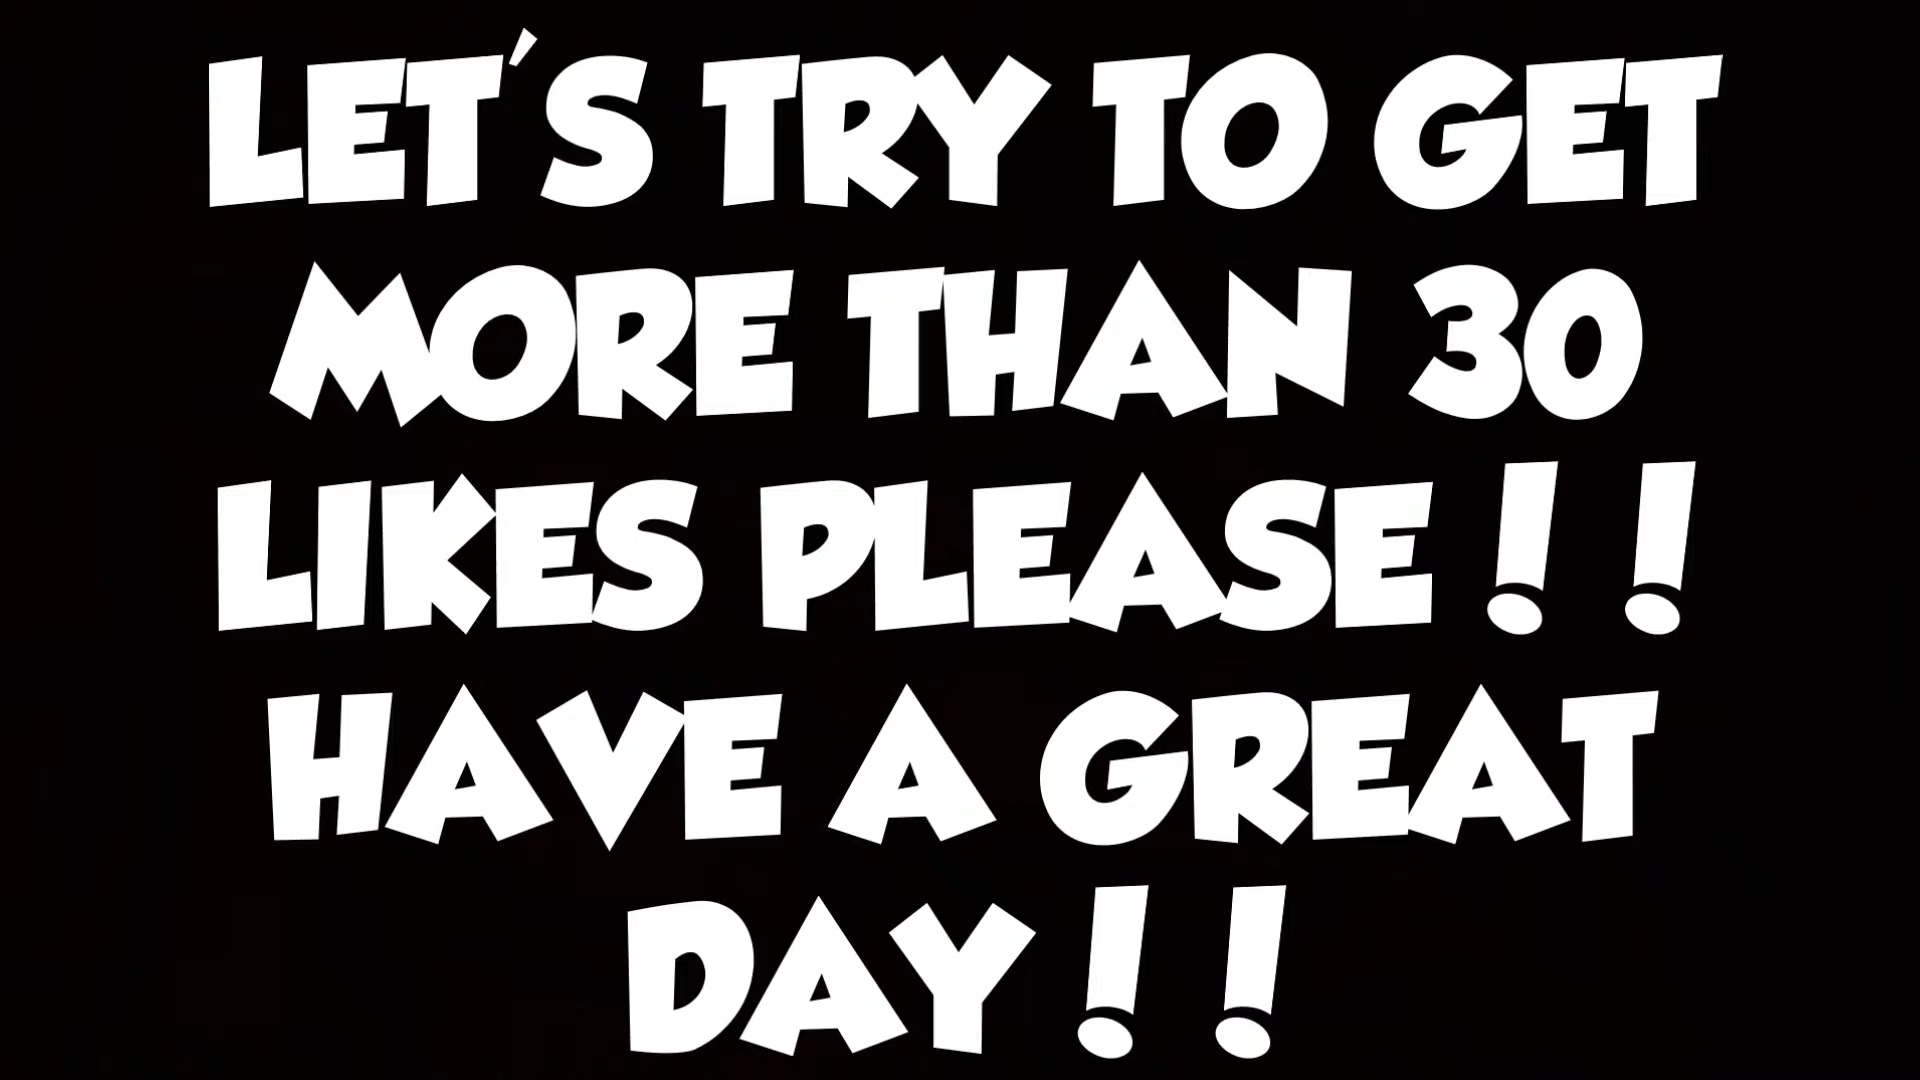 LET'S TRY TO GET
MORE THAN 30
LIKES PLEASE!!
HAVE A GREAT
DAY!!